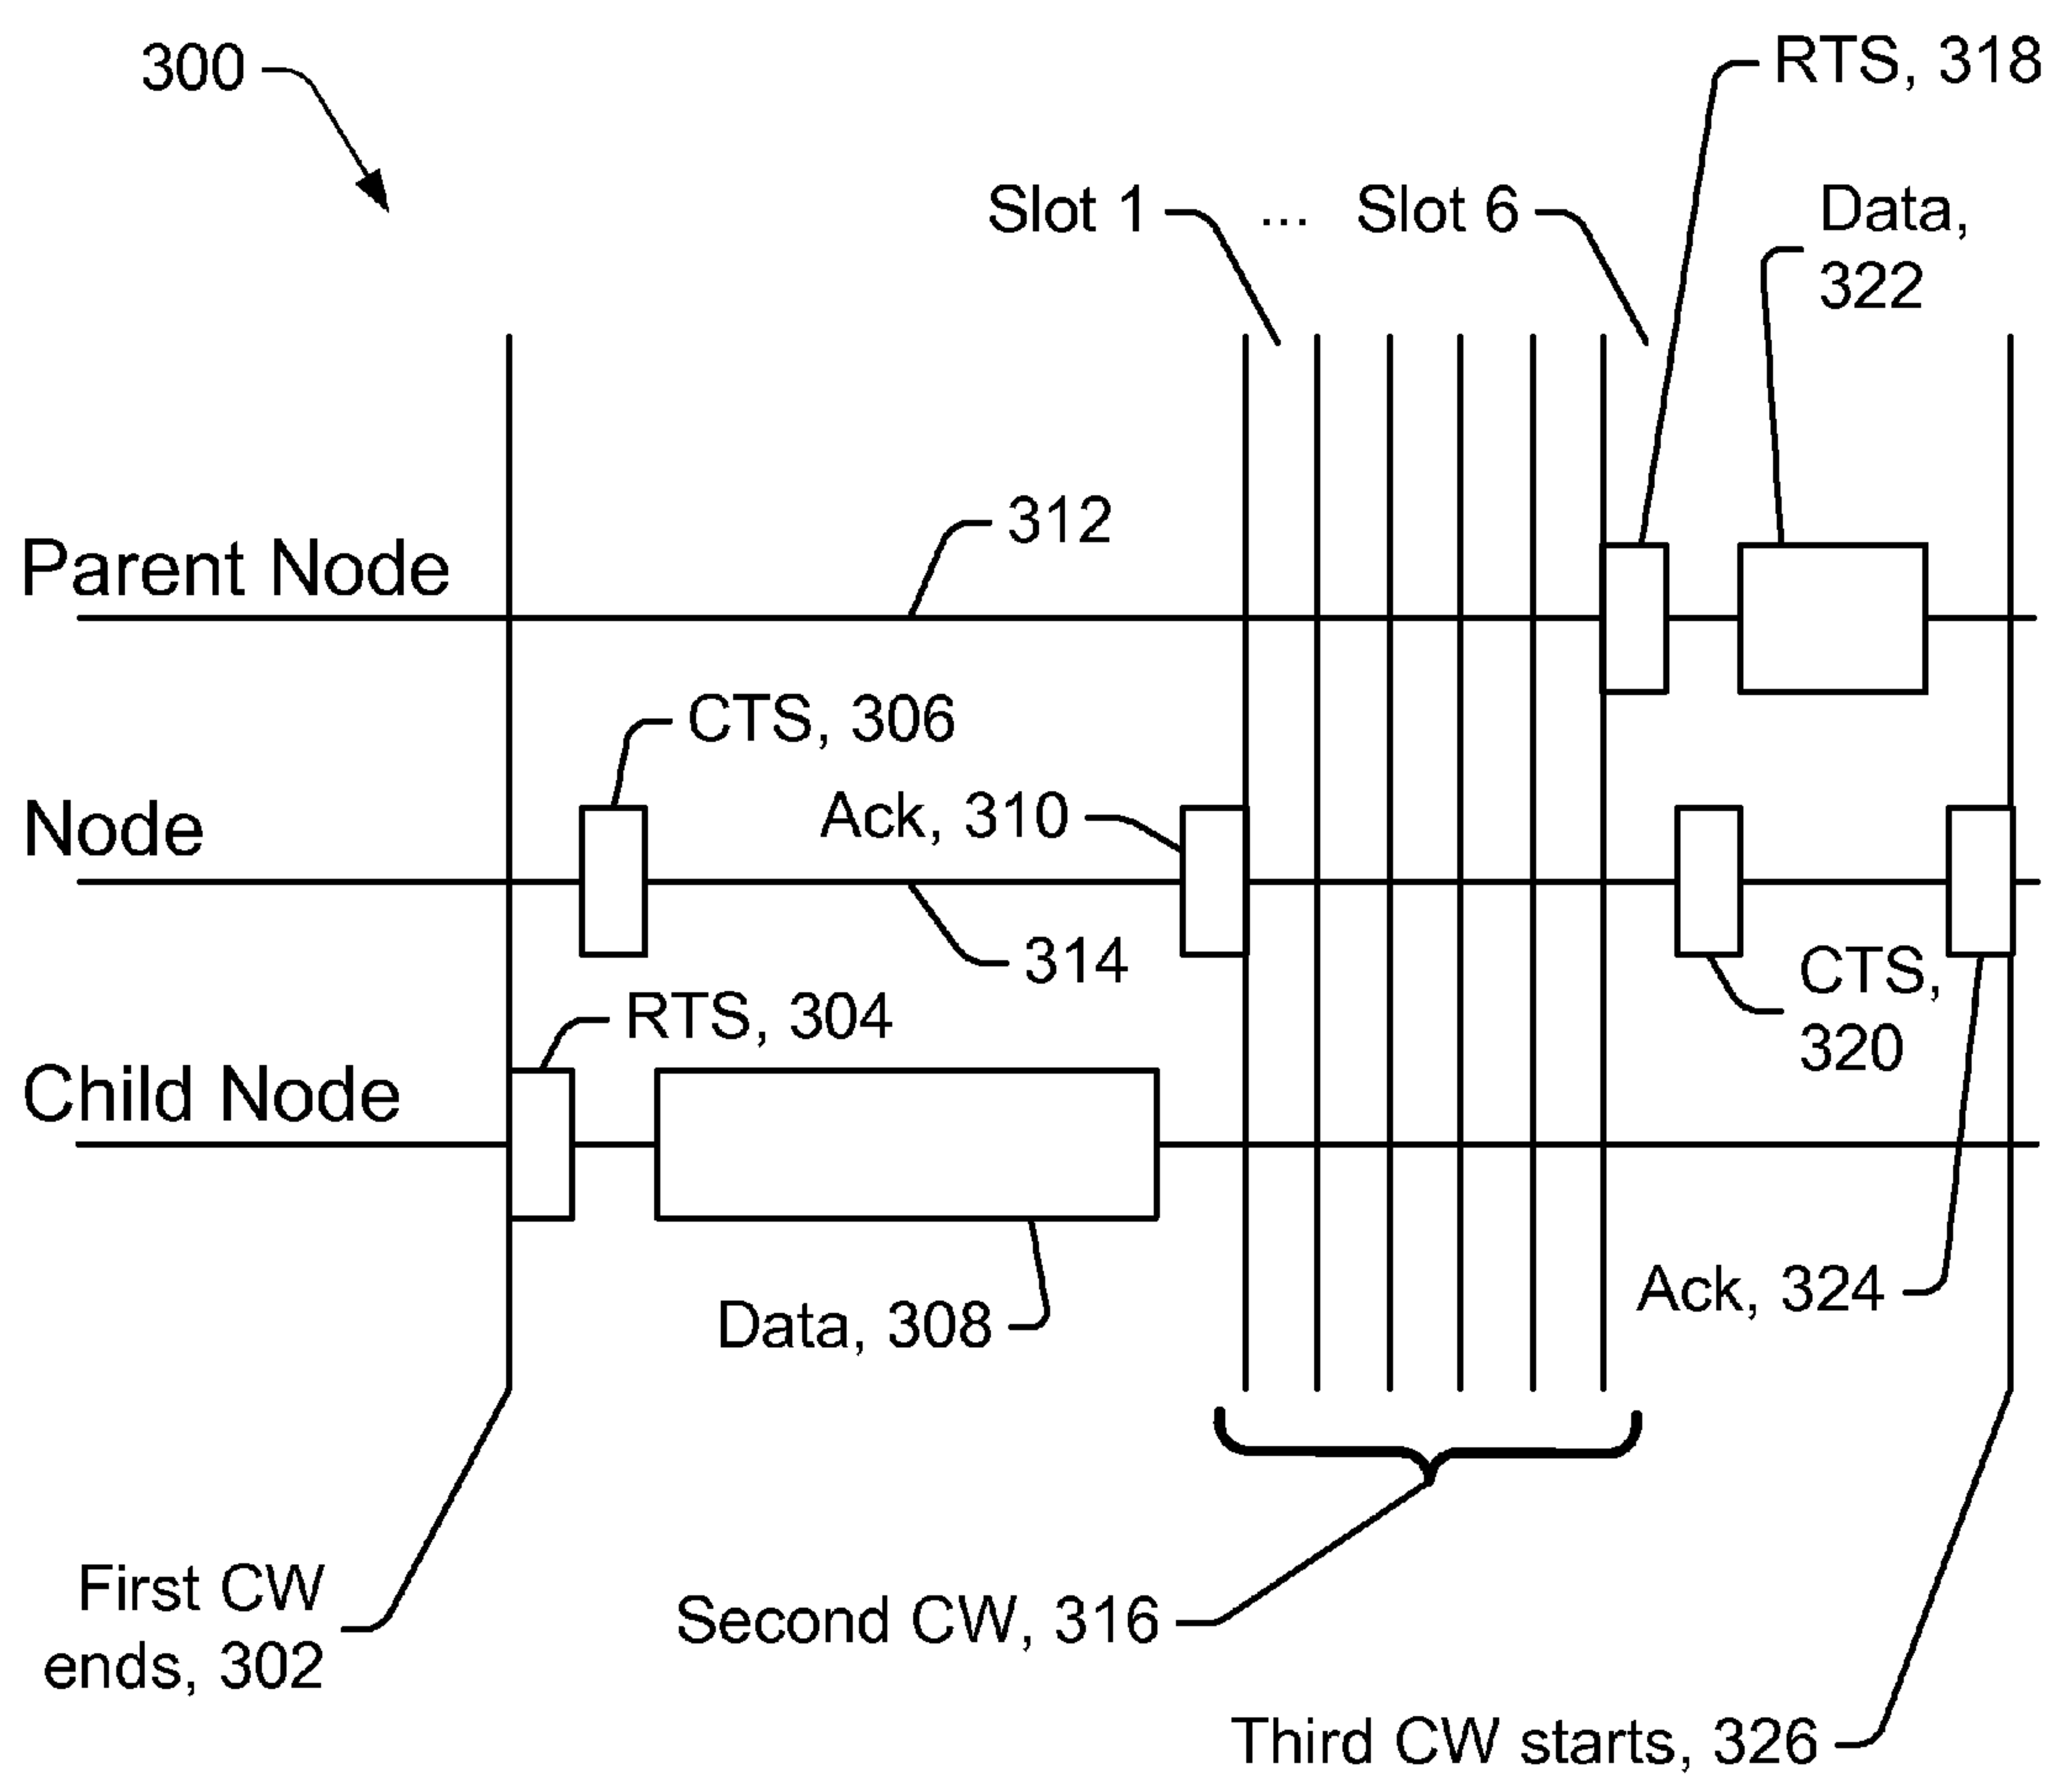 300
RTS, 318
Slot 1 ... Slot 6
Data,
322
312
Parent Node
CTS, 306
Ack, 310
Node
314
CTS,
320
RTS, 304
Child Node
Ack, 324
Data, 308
First CW
ends, 302
Second CW, 316
Third CW starts, 326